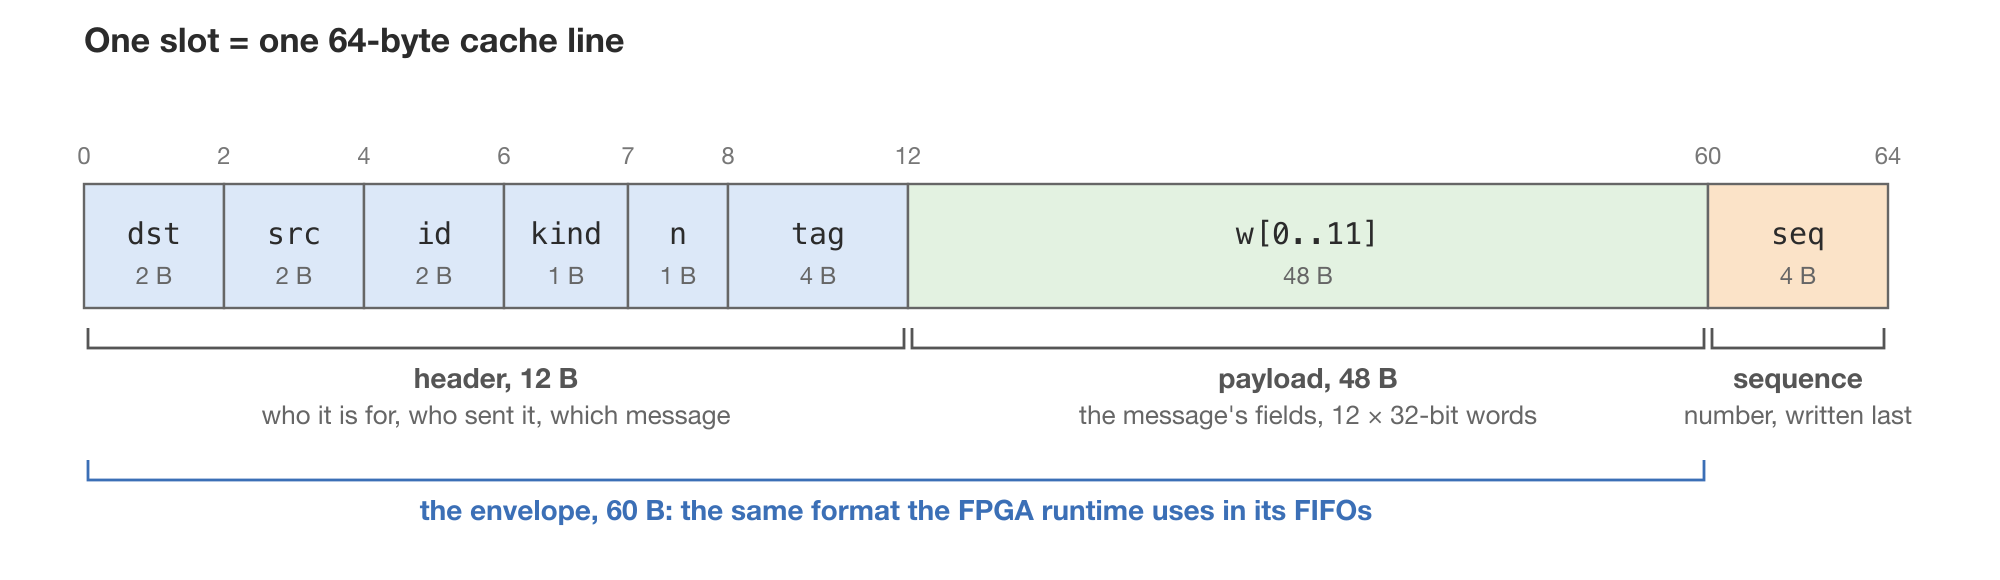 One slot = one 64-byte cache line
0 2 4 6 7 8 12 60 64
dst src id kind n tag w[0..11] seq
2 B 2 B 2 B 1 B 1 B 4 B 48 B 4 B
header, 12 B payload, 48 B sequence
who it is for, who sent it, which message the message's fields, 12 × 32-bit words number, written last
the envelope, 60 B: the same format the FPGA runtime uses in its FIFOs